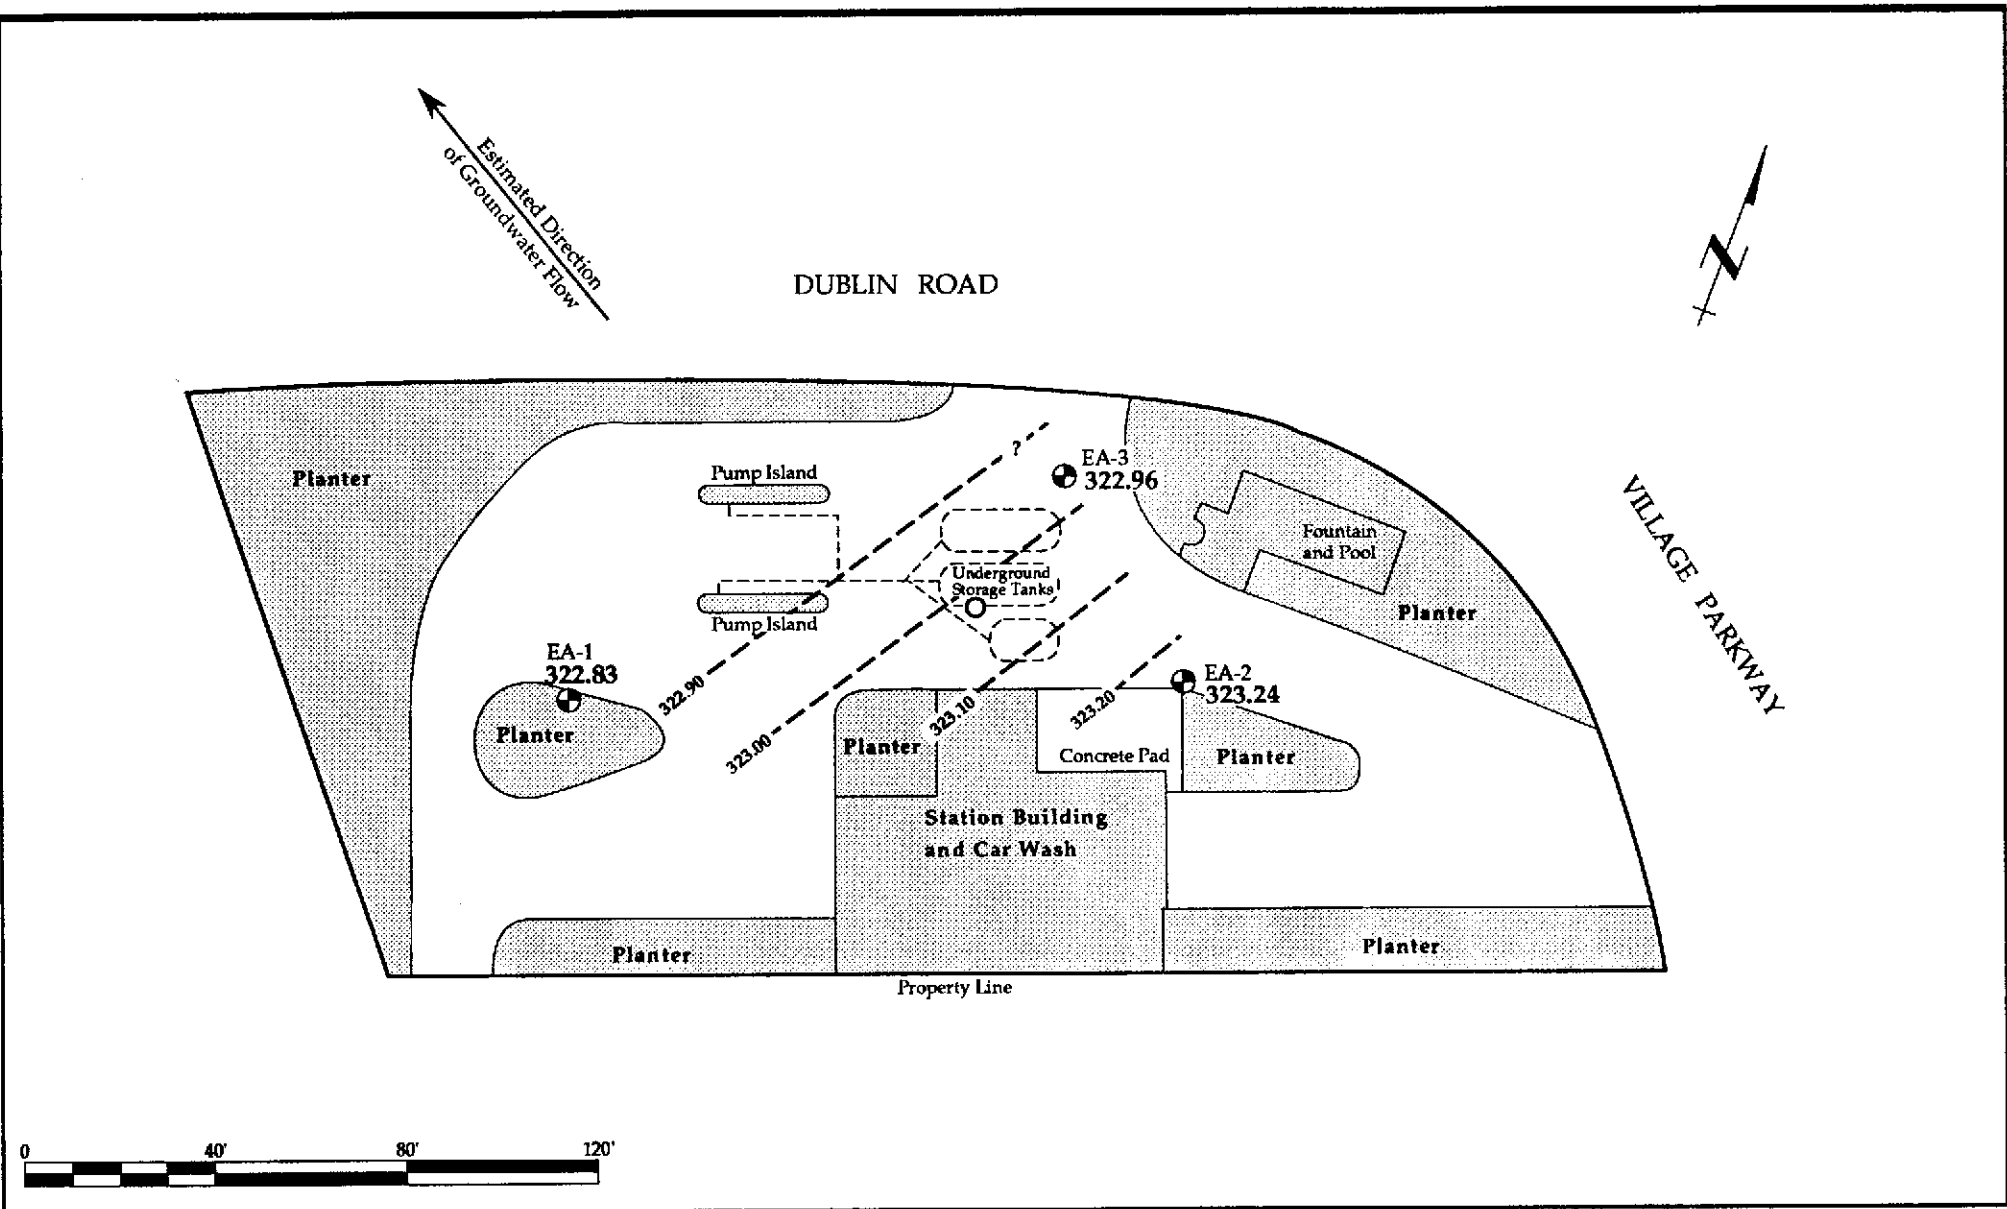 Estimated Direction
of Groundwater Flow
DUBLIN ROAD
N
VILLAGE PARKWAY
Planter
Pump Island
?
EA-3
322.96
Fountain
and Pool
Underground
Storage Tanks
Planter
Pump Island
EA-1
322.83
Planter
322.90
323.00
323.10
323.20
EA-2
323.24
Planter
Concrete Pad
Planter
Station Building
and Car Wash
Planter
Planter
Property Line
0 40' 80' 120'